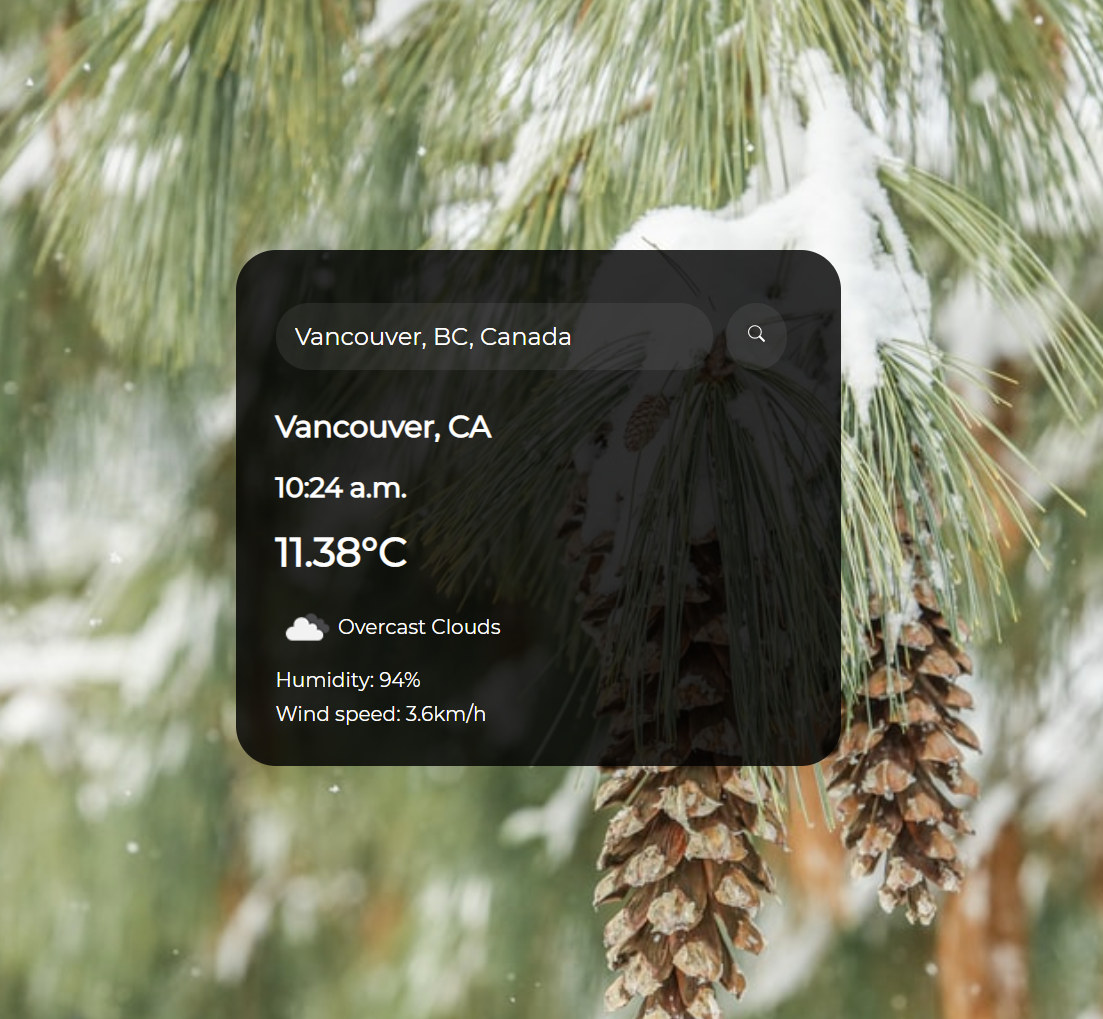 Vancouver, BC, Canada
Vancouver, CA
10:24 a.m.
11.38°C
Overcast Clouds
Humidity: 94%
Wind speed: 3.6km/h